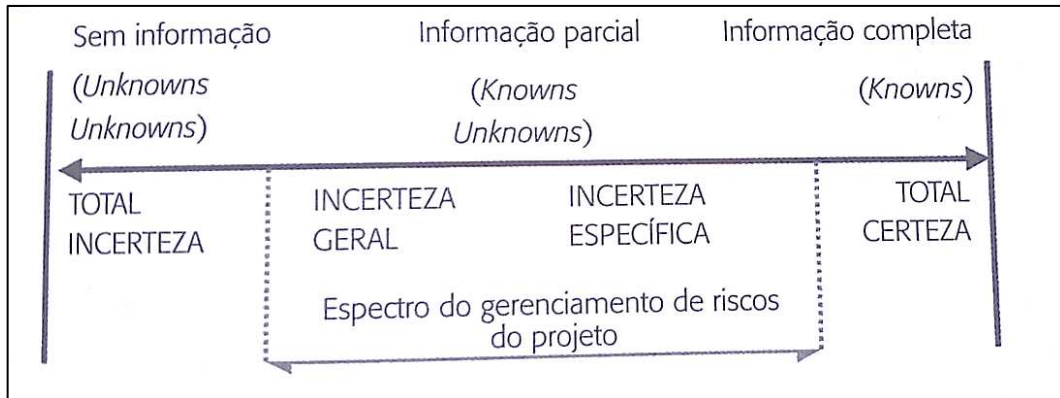 Sem informação Informação parcial Informação completa
(Unknowns (Knowns (Knowns)
Unknowns) Unknowns)
TOTAL INCERTEZA INCERTEZA TOTAL
INCERTEZA GERAL ESPECÍFICA CERTEZA
Espectro do gerenciamento de riscos
do projeto